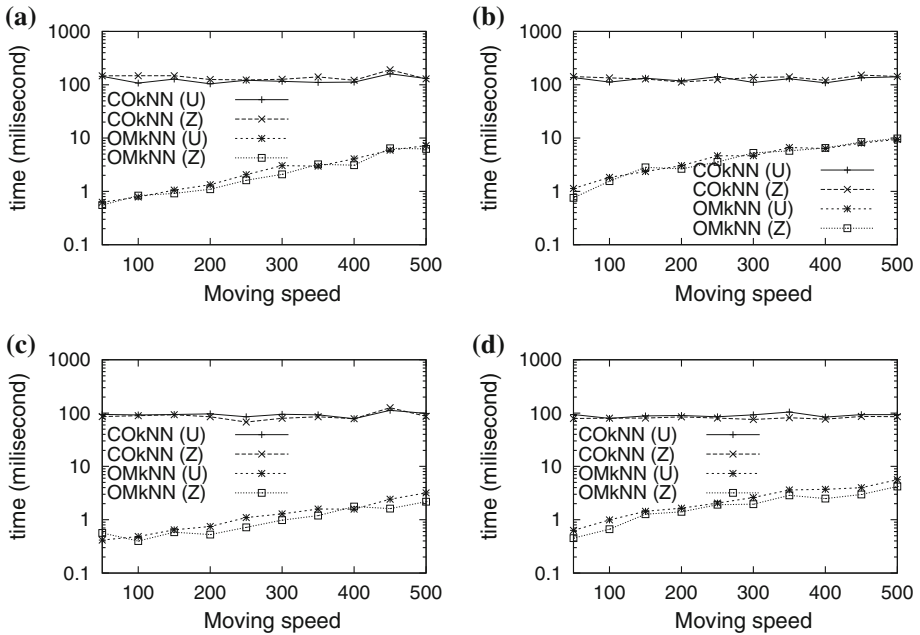 (a)
1000
100
10
1
0.1
time (milisecond)
COkNN (U)
COkNN (Z)
OMkNN (U)
OMkNN (Z)
100 200 300 400 500
Moving speed
(b)
1000
100
10
1
0.1
time (milisecond)
COkNN (U)
COkNN (Z)
OMkNN (U)
OMkNN (Z)
100 200 300 400 500
Moving speed
(c)
1000
100
10
1
0.1
time (milisecond)
COkNN (U)
COkNN (Z)
OMkNN (U)
OMkNN (Z)
100 200 300 400 500
Moving speed
(d)
1000
100
10
1
0.1
time (milisecond)
COkNN (U)
COkNN (Z)
OMkNN (U)
OMkNN (Z)
100 200 300 400 500
Moving speed